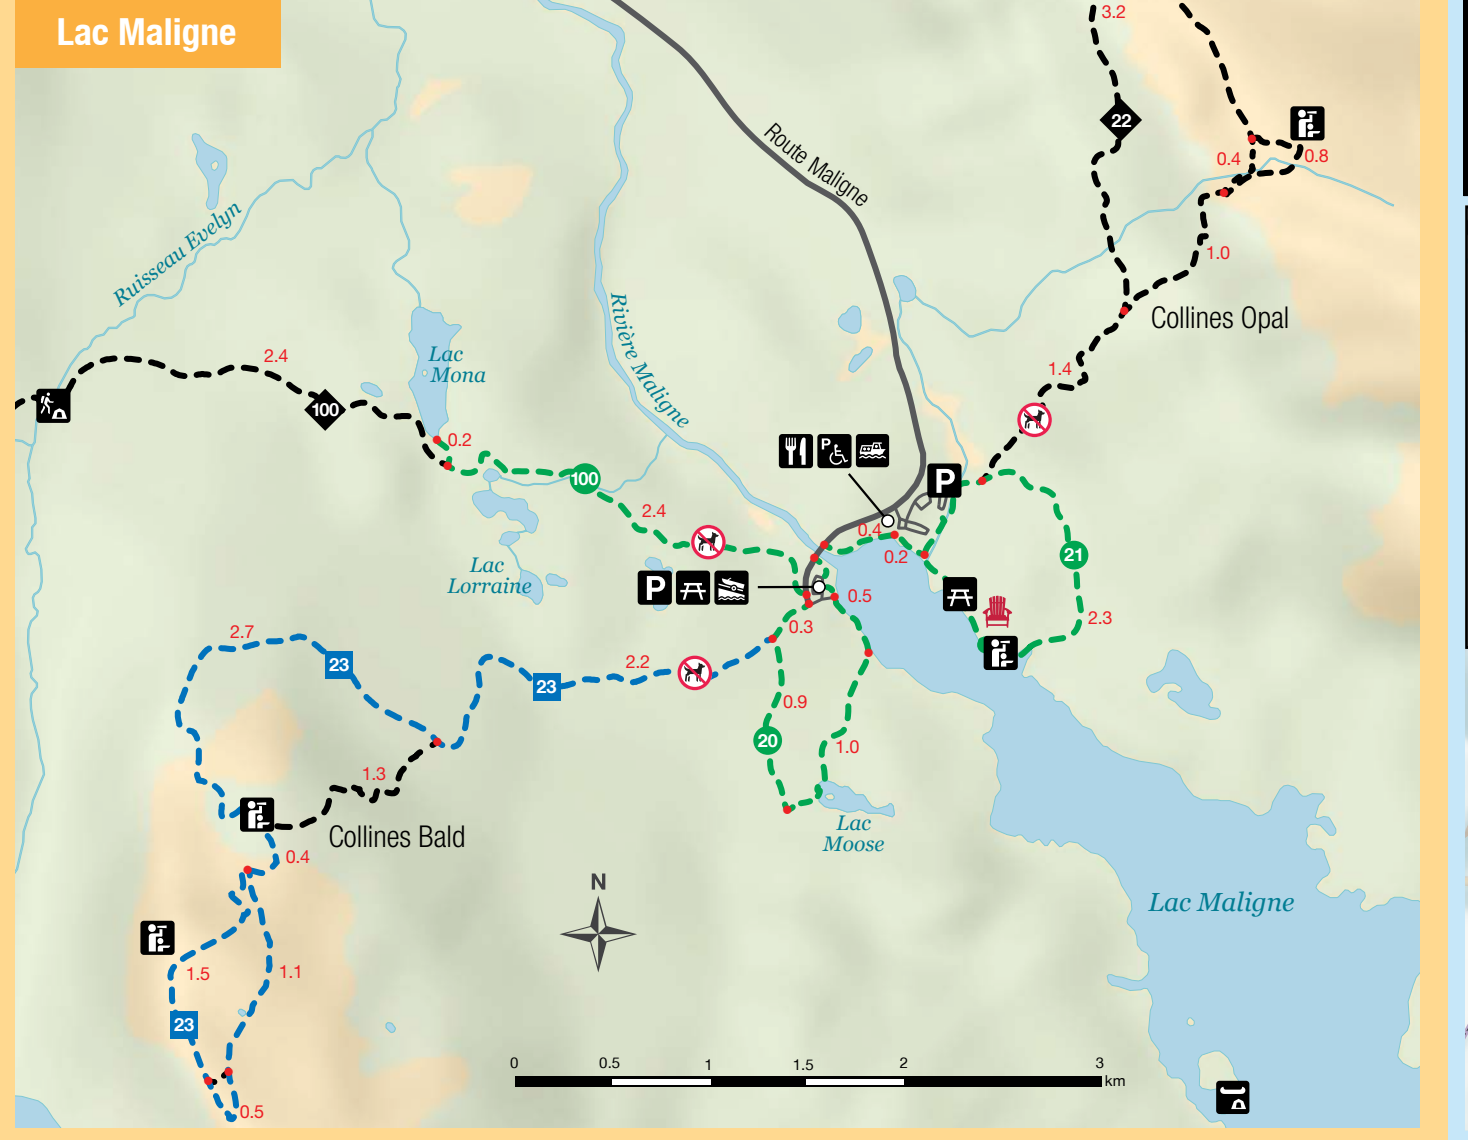 Lac Maligne
3.2
22
0.4
0.8
Route Maligne
Ruisseau Evelyn
1.0
Collines Opal
Rivière Maligne
Lac
Mona
2.4
1.4
100
0.2
P
100
P
2.4
0.4
0.2
21
Lac
Lorraine
P
0.5
2.3
0.3
2.7
23
2.2
23
0.9
20
1.0
1.3
Lac
Moose
Collines Bald
0.4
N
Lac Maligne
1.5
1.1
23
0 0.5 1 1.5 2 3
km
0.5